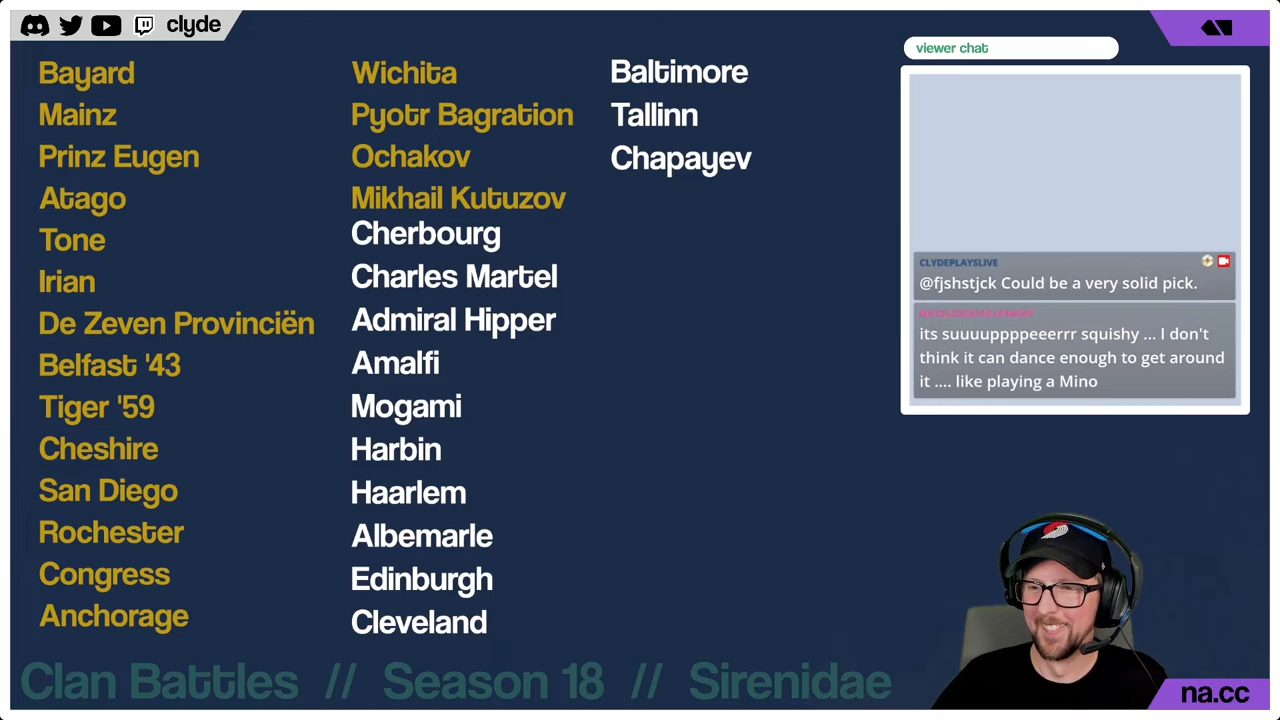 clyde
Bayard
Mainz
Prinz Eugen
Atago
Tone
Irian
De Zeven Provinciën
Belfast '43
Tiger '59
Cheshire
San Diego
Rochester
Congress
Anchorage
Wichita
Pyotr Bagration
Ochakov
Mikhail Kutuzov
Cherbourg
Charles Martel
Admiral Hipper
Amalfi
Mogami
Harbin
Haarlem
Albemarle
Edinburgh
Cleveland
Baltimore
Tallinn
Chapayev
viewer chat
CLYDEPLAYSLIVE
@fjshstjck Could be a very solid pick.
its suuuuppppeeerrr squishy ... I don't
think it can dance enough to get around
it .... like playing a Mino
Clan Battles // Season 18 // Sirenidae
na.cc